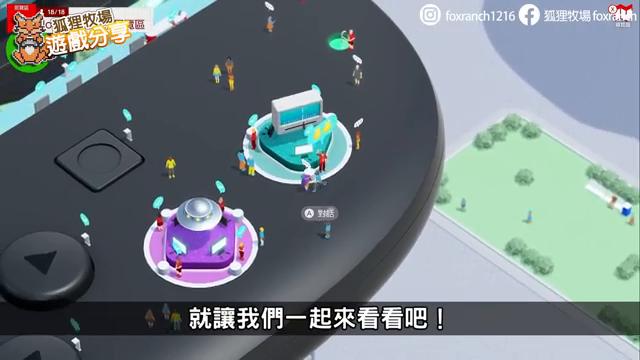 18/18
狐狸牧場
遊戲分享
foxranch1216
狐狸牧場 foxranch
A 對話
就讓我們一起來看看吧！